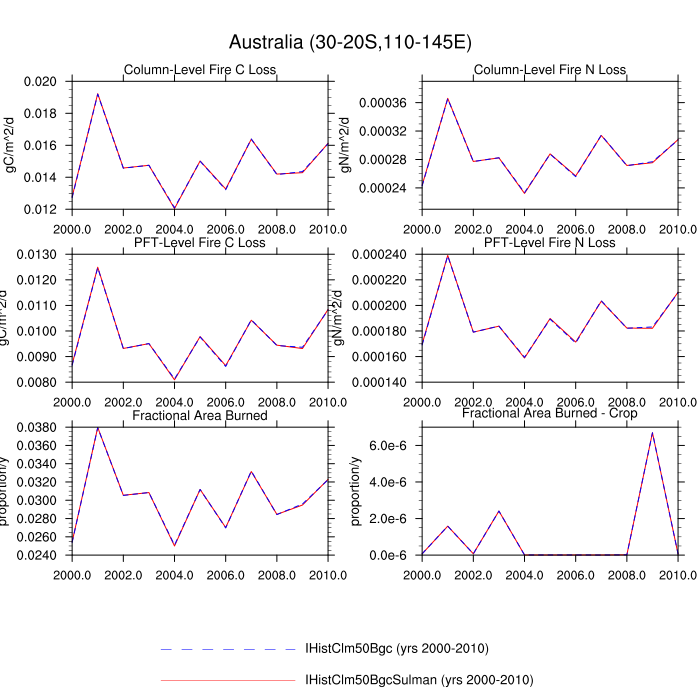 Australia (30-20S,110-145E)
Column-Level Fire C Loss
gC/m^2/d
0.020
0.018
0.016
0.014
0.012
2000.0 2002.0 2004.0 2006.0 2008.0 2010.0
Column-Level Fire N Loss
gN/m^2/d
0.00036
0.00032
0.00028
0.00024
2000.0 2002.0 2004.0 2006.0 2008.0 2010.0
PFT-Level Fire C Loss
gC/m^2/d
0.0130
0.0120
0.0110
0.0100
0.0090
0.0080
2000.0 2002.0 2004.0 2006.0 2008.0 2010.0
PFT-Level Fire N Loss
gN/m^2/d
0.000240
0.000220
0.000200
0.000180
0.000160
0.000140
2000.0 2002.0 2004.0 2006.0 2008.0 2010.0
Fractional Area Burned
proportion/y
0.0380
0.0360
0.0340
0.0320
0.0300
0.0280
0.0260
0.0240
2000.0 2002.0 2004.0 2006.0 2008.0 2010.0
Fractional Area Burned - Crop
proportion/y
6.0e-6
4.0e-6
2.0e-6
0.0e-6
2000.0 2002.0 2004.0 2006.0 2008.0 2010.0
IHistClm50Bgc (yrs 2000-2010)
IHistClm50BgcSulman (yrs 2000-2010)